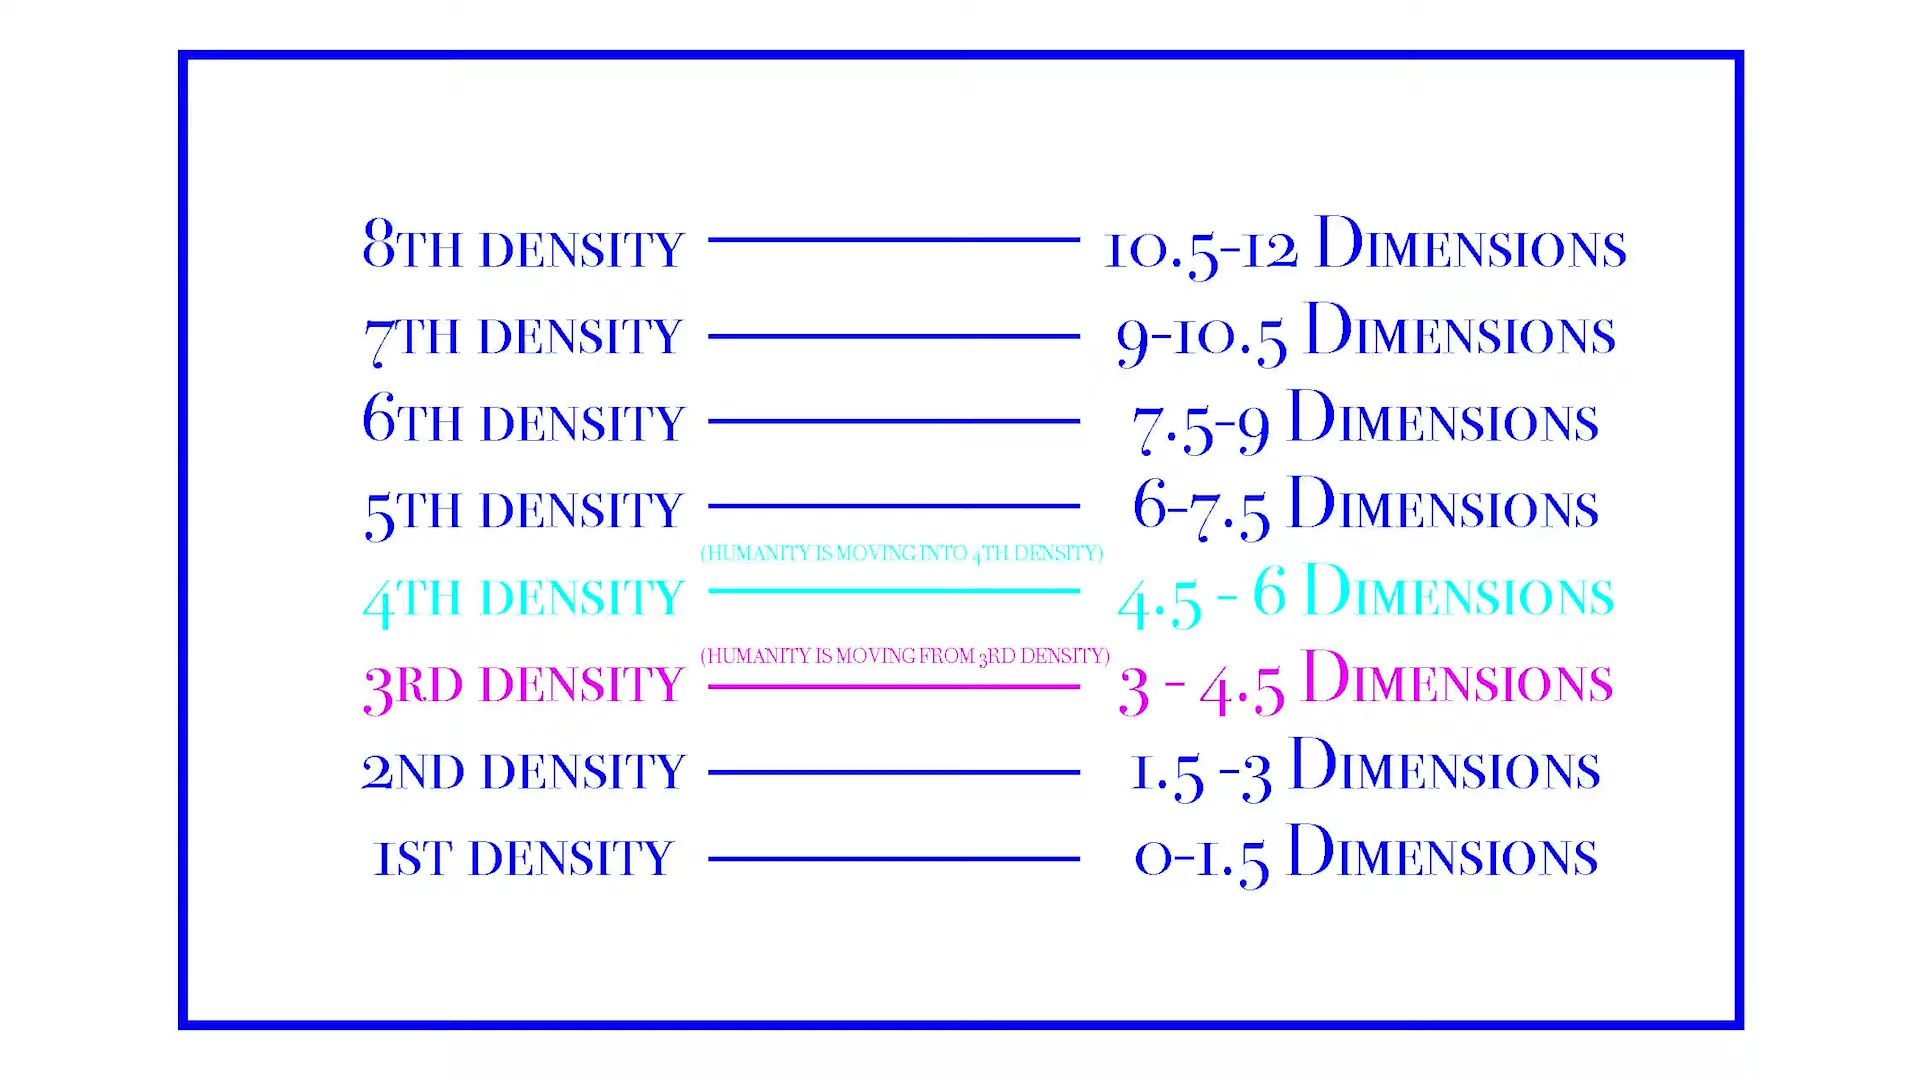 8TH DENSITY 10.5-12 DIMENSIONS
7TH DENSITY 9-10.5 DIMENSIONS
6TH DENSITY 7.5-9 DIMENSIONS
5TH DENSITY 6-7.5 DIMENSIONS
(HUMANITY IS MOVING INTO 4TH DENSITY)
4TH DENSITY 4.5 - 6 DIMENSIONS
(HUMANITY IS MOVING FROM 3RD DENSITY)
3RD DENSITY 3 - 4.5 DIMENSIONS
2ND DENSITY 1.5 -3 DIMENSIONS
1ST DENSITY 0-1.5 DIMENSIONS